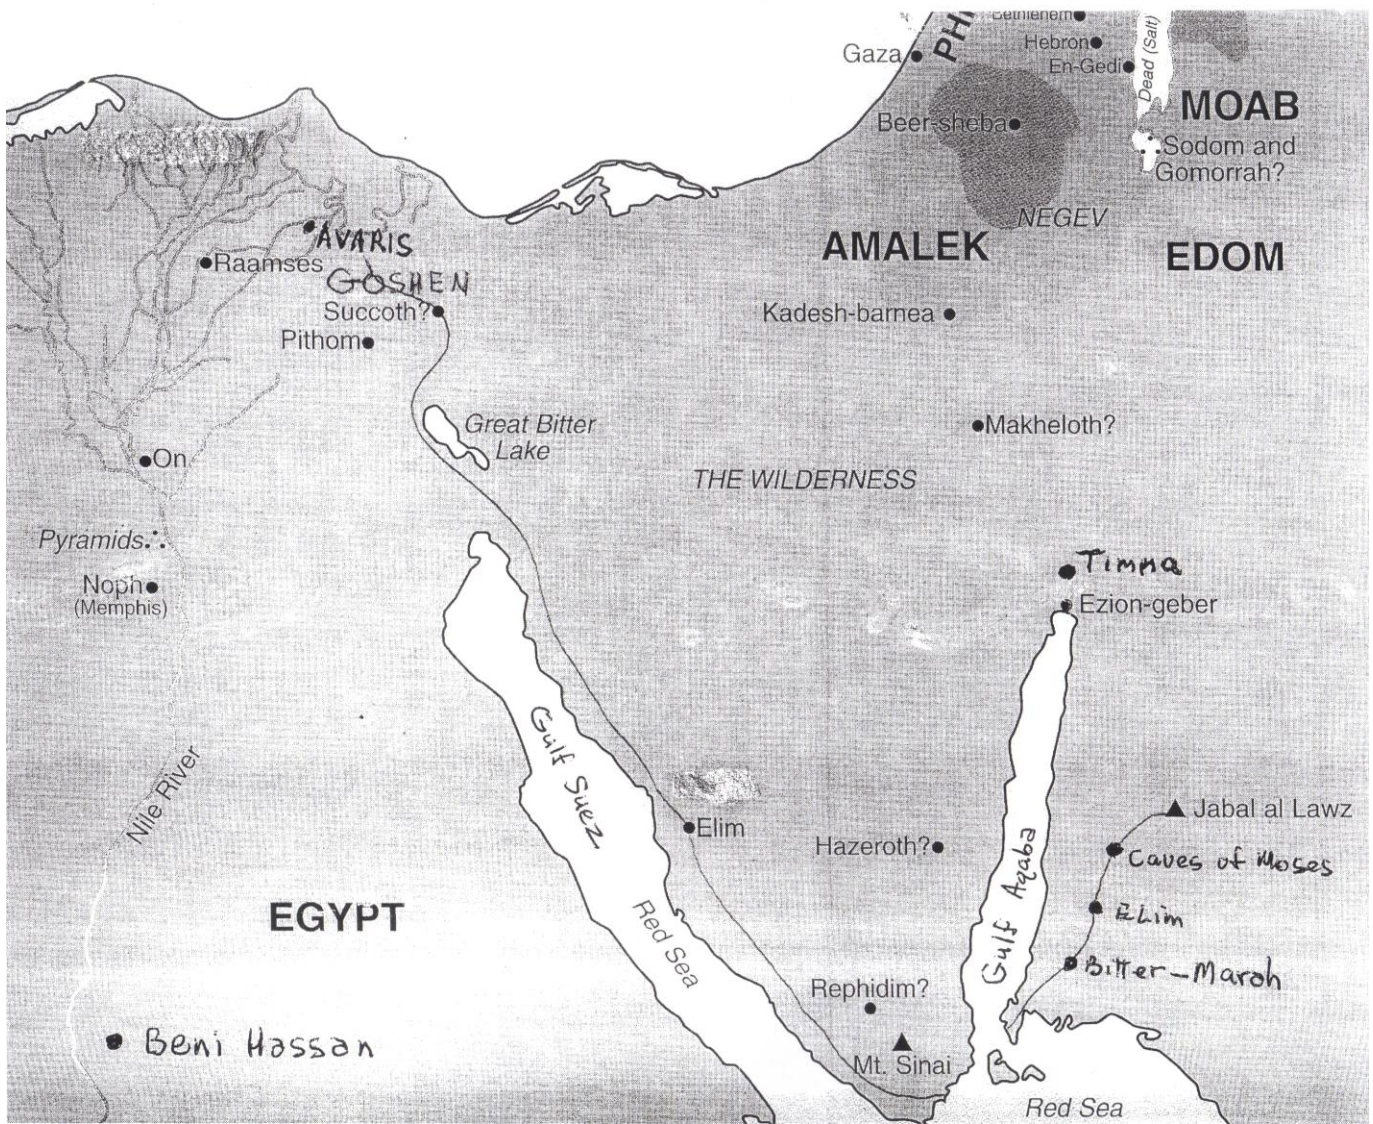 Bethlehem
Hebron
Gaza
PHI
En-Gedi
Dead (Salt)
MOAB
Beer-sheba
Sodom and
Gomorrah?
NEGEV
AVARIS
AMALEK
EDOM
Raamses
GOSHEN
Succoth?
Kadesh-barnea
Pithom
Great Bitter
Lake
Makheloth?
On
THE WILDERNESS
Pyramids
Timna
Noph
(Memphis)
Ezion-geber
Gulf Suez
Nile River
Jabal al Lawz
Elim
Hazeroth?
Caves of Moses
Gulf Aqaba
ELim
EGYPT
Red Sea
Bitter-Marah
Rephidim?
Beni Hassan
Mt. Sinai
Red Sea